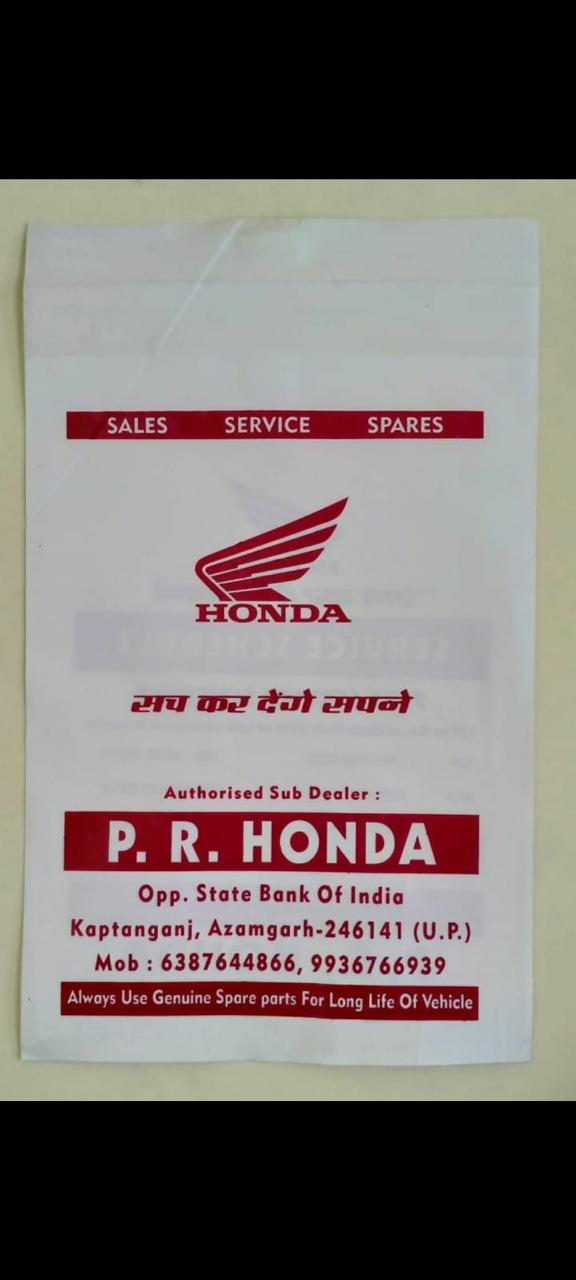 SALES SERVICE SPARES
HONDA
सच कर देंगे सपने
Authorised Sub Dealer :
P. R. HONDA
Opp. State Bank Of India
Kaptanganj, Azamgarh-246141 (U.P.)
Mob : 6387644866, 9936766939
Always Use Genuine Spare parts For Long Life Of Vehicle